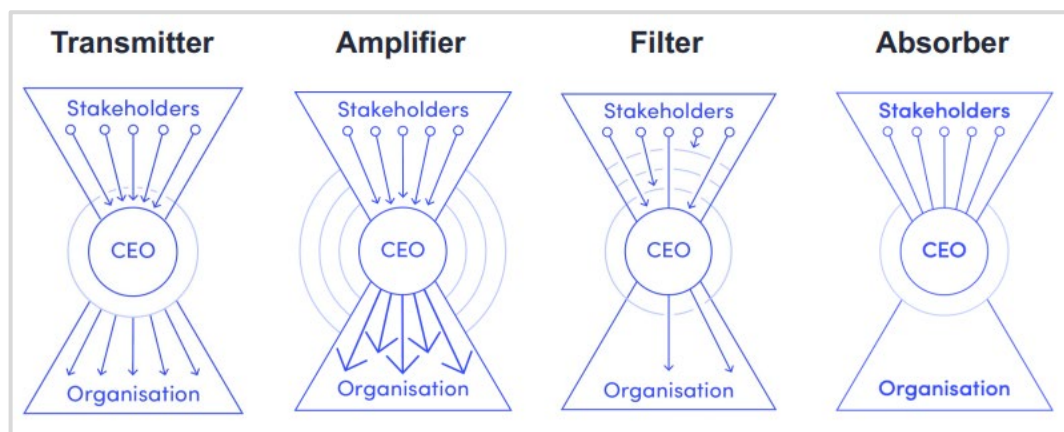 Transmitter
Amplifier
Filter
Absorber
Stakeholders
Stakeholders
Stakeholders
Stakeholders
CEO
CEO
CEO
CEO
Organisation
Organisation
Organisation
Organisation